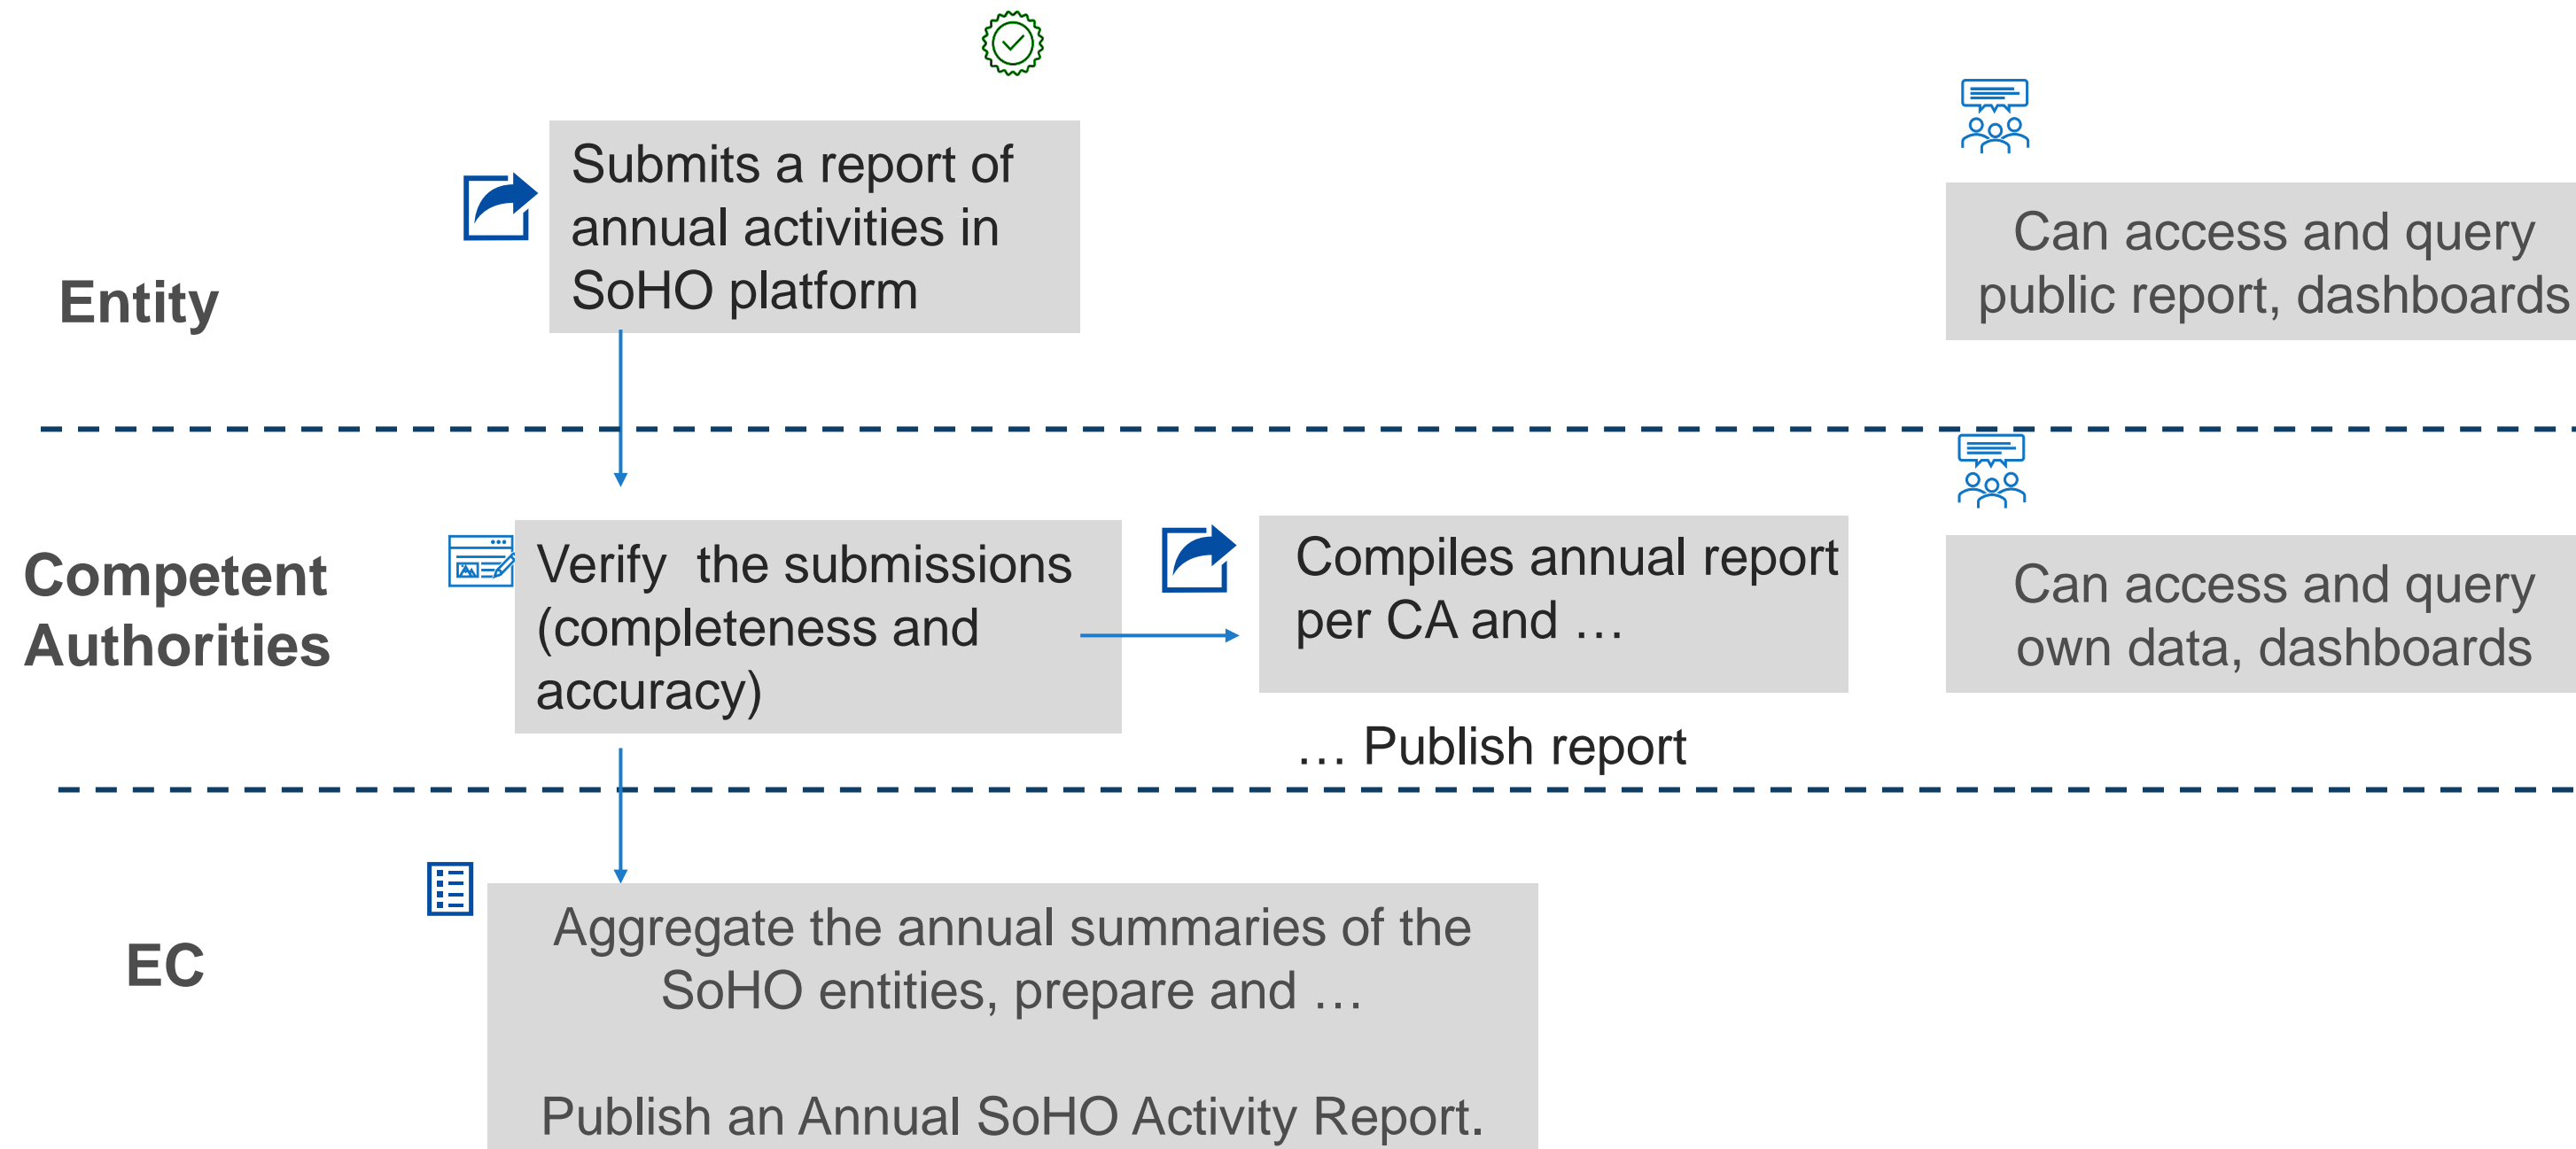 Submits a report of
annual activities in
SoHO platform
Can access and query
public report, dashboards
Entity
Verify  the submissions
(completeness and
accuracy)
Compiles annual report
per CA and …
… Publish report
Can access and query
own data, dashboards
Competent
Authorities
EC
Aggregate the annual summaries of the
SoHO entities, prepare and …
Publish an Annual SoHO Activity Report.